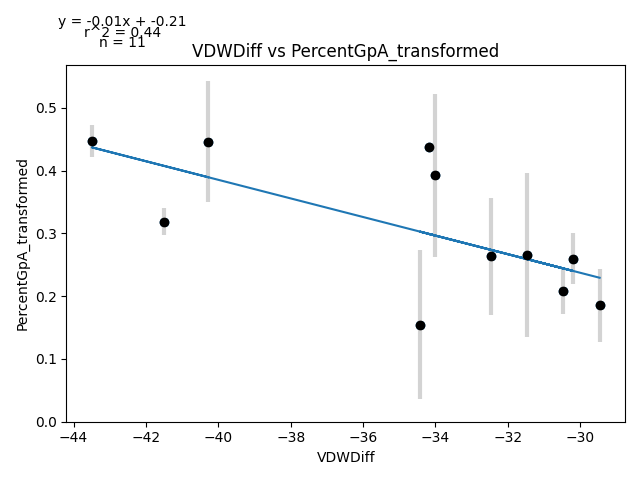 y = -0.01x + -0.21
r^2 = 0.44
n = 11
VDWDiff vs PercentGpA_transformed
0.5
0.4
0.3
0.2
0.1
0.0
PercentGpA_transformed
−44
−42
−40
−38
−36
−34
−32
−30
VDWDiff